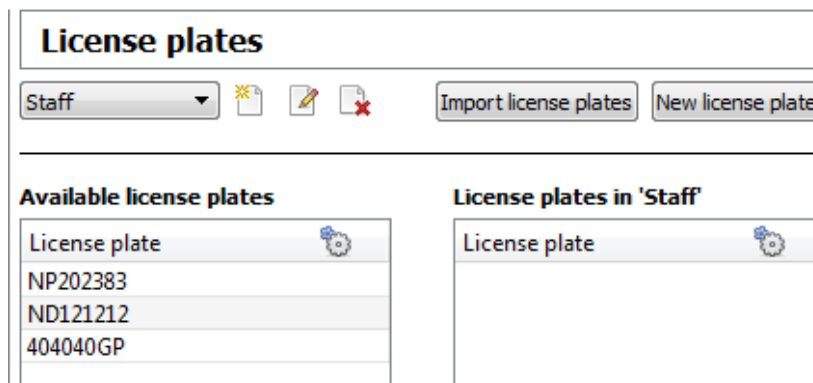 License plates
Staff
Import license plates
New license plate
Available license plates
License plate
NP202383
ND121212
404040GP
License plates in 'Staff'
License plate